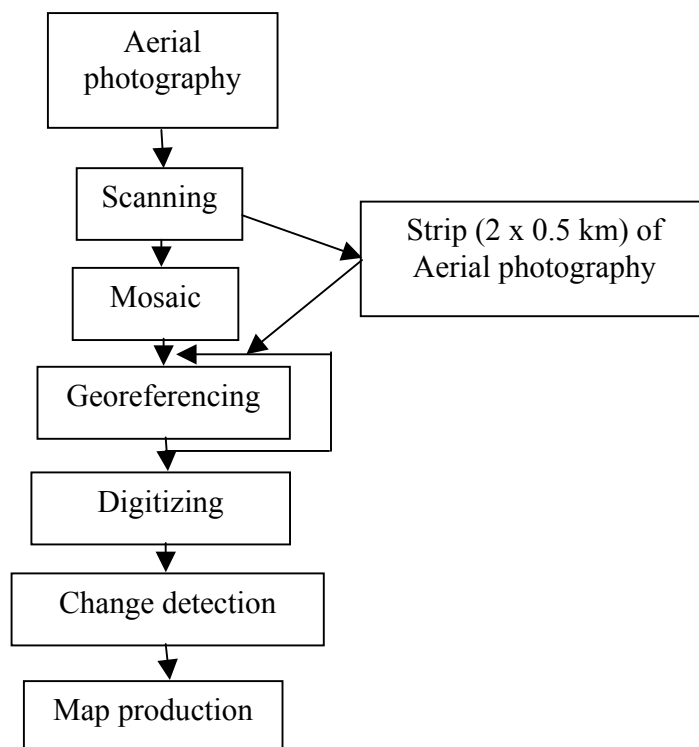 Aerial
photography
Scanning
Strip (2 x 0.5 km) of
Aerial photography
Mosaic
Georeferencing
Digitizing
Change detection
Map production